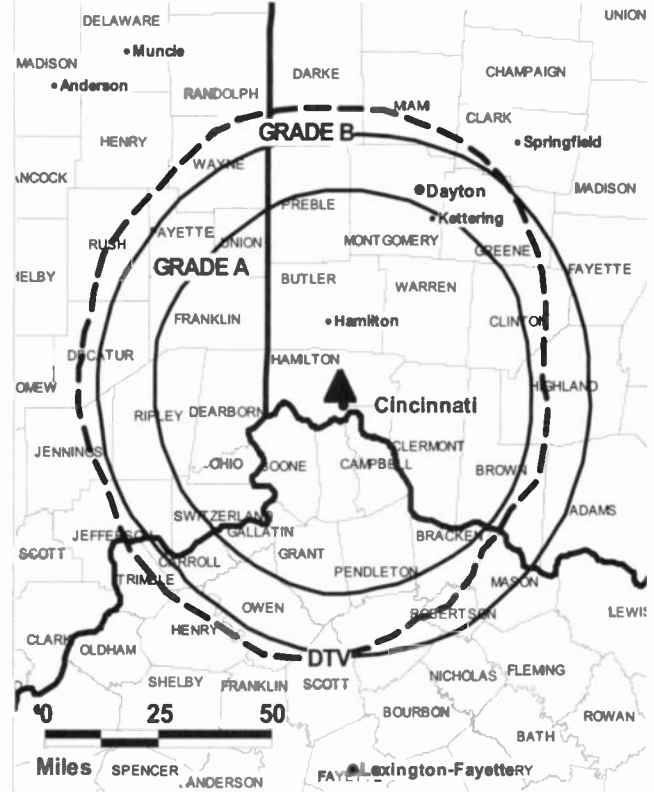 DELAWARE
UNION
Muncie
MADISON
Anderson
DARKE
CHAMPAIGN
RANDOLPH
MIAMI
CLARK
GRADE B
HENRY
Springfield
WAYNE
ANCOCK
Dayton
MADISON
PREBLE
Kettering
FAYETTE
RUSH
UNION
MONTGOMERY
GREENE
GRADE A
FAYETTE
HELBY
BUTLER
WARREN
FRANKLIN
Hamilton
CLINTON
DECATUR
HAMILTON
OMEW
HIGHLAND
Cincinnati
RIPLEY
DEARBORN
JENNINGS
CLERMONT
OHIO
BOONE
CAMPBELL
BROWN
SWITZERLAND
ADAMS
JEFFERSON
GALLATIN
BRACKEN
SCOTT
GRANT
CARROLL
PENDLETON
TRIMBLE
MASON
OWEN
ROBERTSON
LEWIS
HENRY
CLARK
OLDHAM
DTV
NICHOLAS
FLEMING
SHELBY
FRANKLIN
SCOTT
BOURBON
ROWAN
0 25 50
BATH
Miles
SPENCER
Lexington-Fayette
ANDERSON